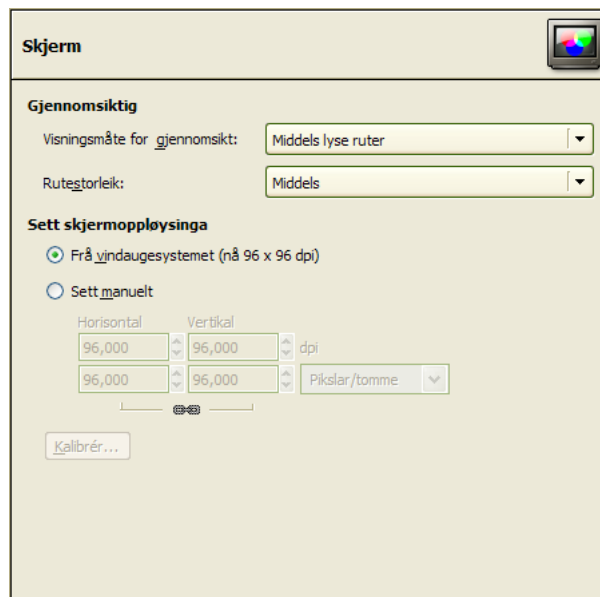 Skjerm
Gjennomsiktig
Visningsmåte for gjennomsikt: Middels lyse ruter
Rutestorleik: Middels
Sett skjermoppløysinga
Frå vindaugesystemet (nå 96 x 96 dpi)
Sett manuelt
Horisontal Vertikal
96,000 96,000 dpi
96,000 96,000 Pikslar/tomme
Kalibrér...